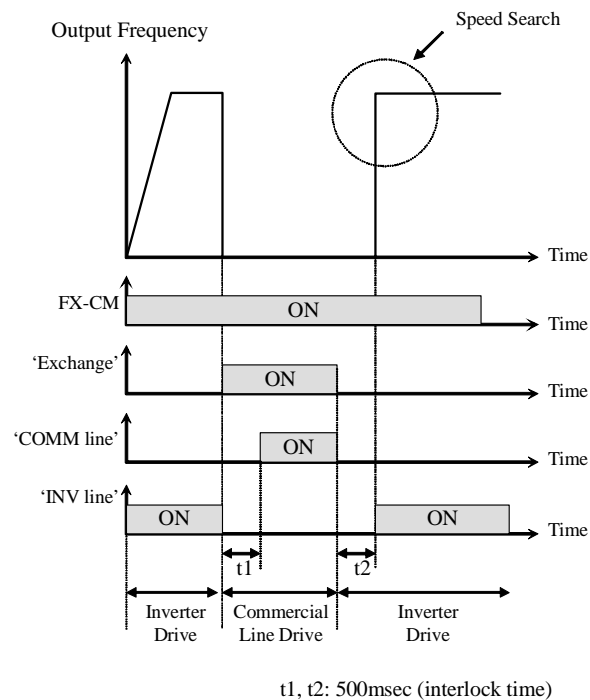 Speed Search
Output Frequency
Time
FX-CM
ON
Time
‘Exchange’
ON
Time
‘COMM line’
ON
Time
‘INV line’
ON
ON
Time
t1
t2
Inverter
Drive
Commercial
Line Drive
Inverter
Drive
t1, t2: 500msec (interlock time)